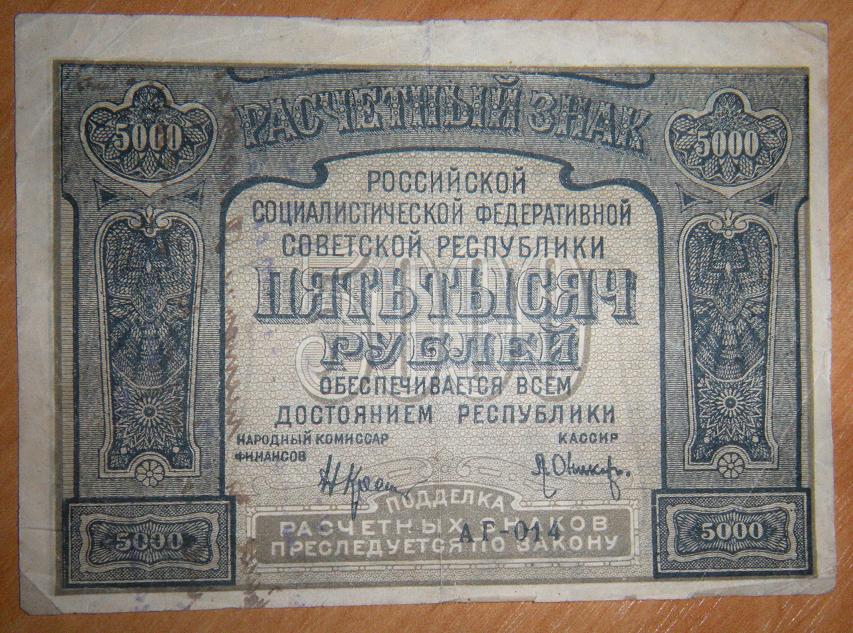 РАСЧЕТНЫЙ ЗНАК
5000
5000
РОССИЙСКОЙ
СОЦИАЛИСТИЧЕСКОЙ ФЕДЕРАТИВНОЙ
СОВЕТСКОЙ РЕСПУБЛИКИ
5000
ПЯТЬ ТЫСЯЧ
РУБЛЕЙ
ОБЕСПЕЧИВАЕТСЯ ВСЕМ
ДОСТОЯНИЕМ РЕСПУБЛИКИ
НАРОДНЫЙ КОМИССАР
ФИНАНСОВ
КАССИР
ПОДДЕЛКА
РАСЧЕТНЫХ ЗНАКОВ
ПРЕСЛЕДУЕТСЯ ПО ЗАКОНУ
АГ-014
5000
5000